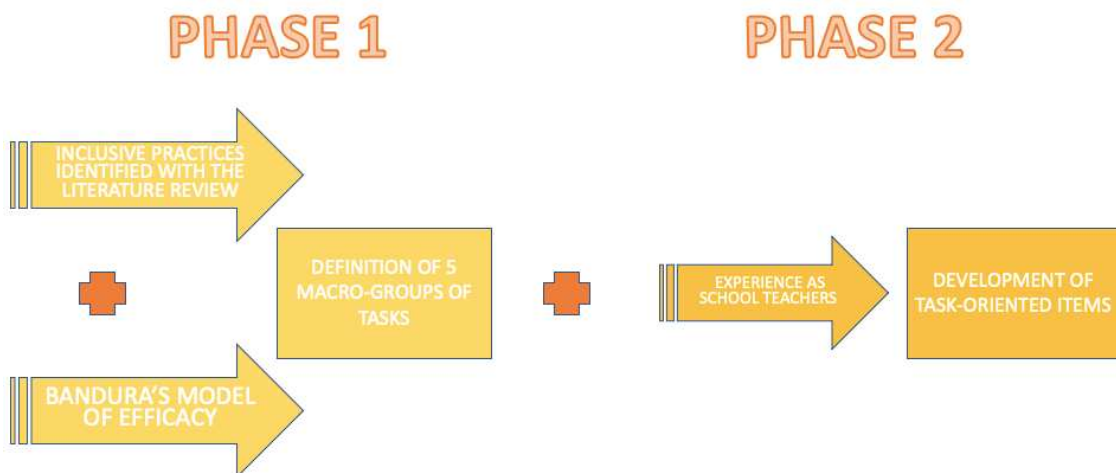 PHASE 1
PHASE 2
INCLUSIVE PRACTICES
IDENTIFIED WITH THE
LITERATURE REVIEW
DEFINITION OF 5
MACRO-GROUPS OF
TASKS
EXPERIENCE AS
SCHOOL TEACHERS
DEVELOPMENT OF
TASK-ORIENTED ITEMS
BANDURA'S MODEL
OF EFFICACY